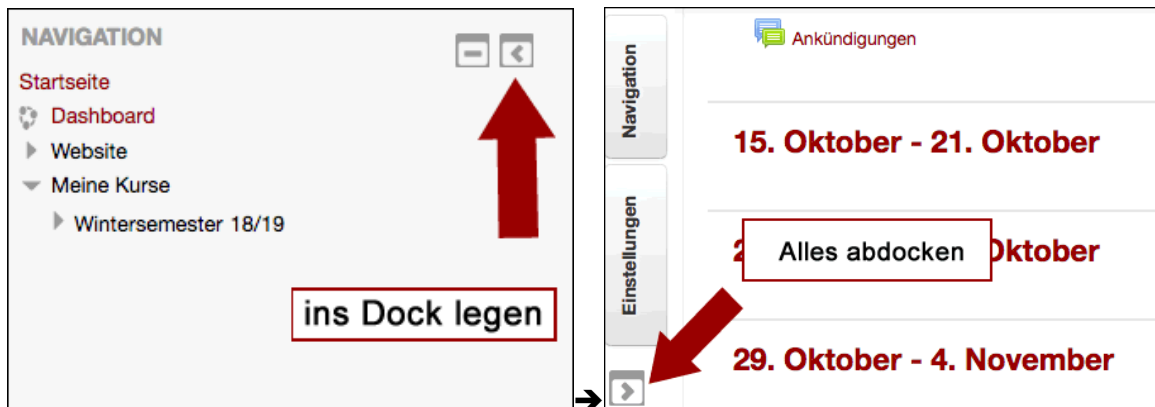 NAVIGATION
Startseite
Dashboard
Website
Meine Kurse
Wintersemester 18/19
ins Dock legen
Navigation
Einstellungen
Ankündigungen
15. Oktober - 21. Oktober
Alles abdocken
29. Oktober - 4. November